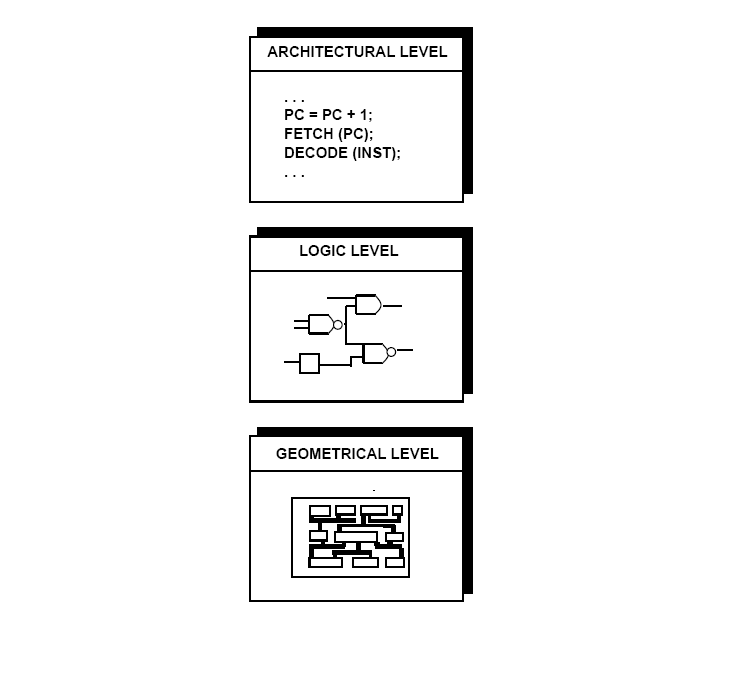 ARCHITECTURAL LEVEL
. . .
PC = PC + 1;
FETCH (PC);
DECODE (INST);
. . .
LOGIC LEVEL
GEOMETRICAL LEVEL